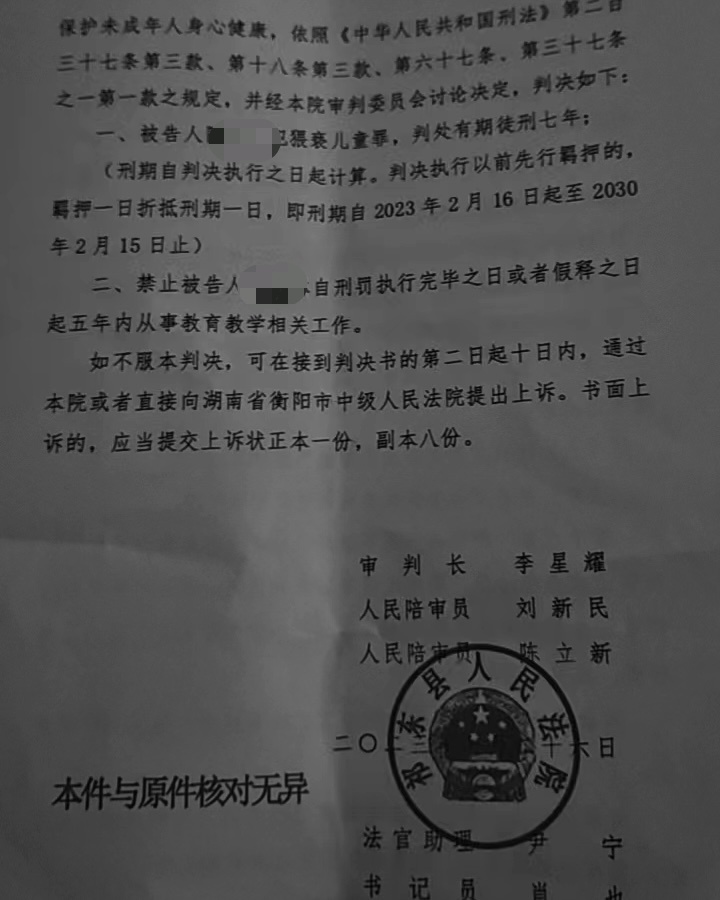 保护未成年人身心健康，依照《中华人民共和国刑法》第二百
三十七条第三款、第十八条第三款、第六十七条、第三十七条
之一第一款之规定，并经本院审判委员会讨论决定，判决如下：
一、被告人 犯猥亵儿童罪，判处有期徒刑七年；
（刑期自判决执行之日起计算。判决执行以前先行羁押的，
羁押一日折抵刑期一日，即刑期自2023年2月16日起至2030
年2月15日止）
二、禁止被告人 自刑罚执行完毕之日或者假释之日
起五年内从事教育教学相关工作。
如不服本判决，可在接到判决书的第二日起十日内，通过
本院或者直接向湖南省衡阳市中级人民法院提出上诉。书面上
诉的，应当提交上诉状正本一份，副本八份。
审判长 李星耀
人民陪审员 刘新民
人民陪审员 陈立新
二〇二三 十六日
祁东县人民法院
本件与原件核对无异
法官助理 尹宁
书记员 肖